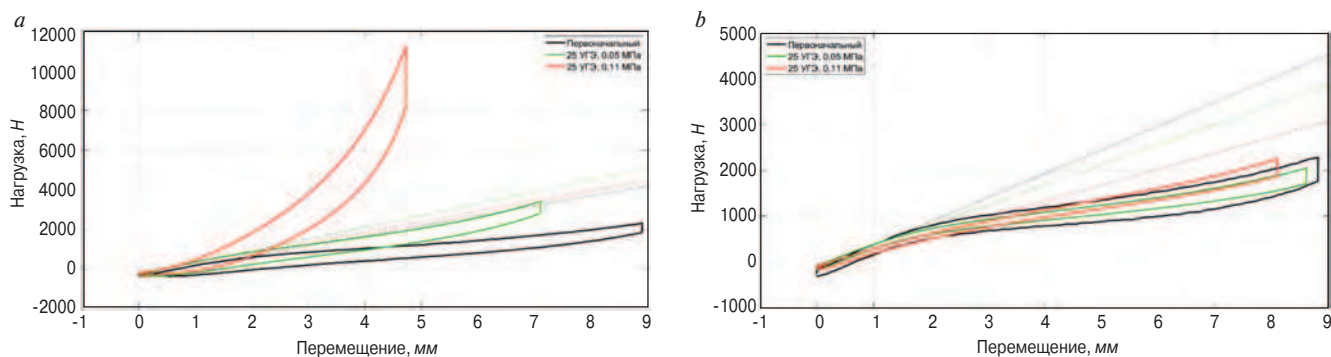 a
12000
10000
8000
6000
4000
2000
0
-2000
Нагрузка, Н
Первоначальный
25 УГЭ, 0.05 МПа
25 УГЭ, 0.11 МПа
-1 0 1 2 3 4 5 6 7 8 9
Перемещение, мм
b
5000
4000
3000
2000
1000
0
-1000
Нагрузка, Н
Первоначальный
25 УГЭ, 0.05 МПа
25 УГЭ, 0.11 МПа
-1 0 1 2 3 4 5 6 7 8 9
Перемещение, мм